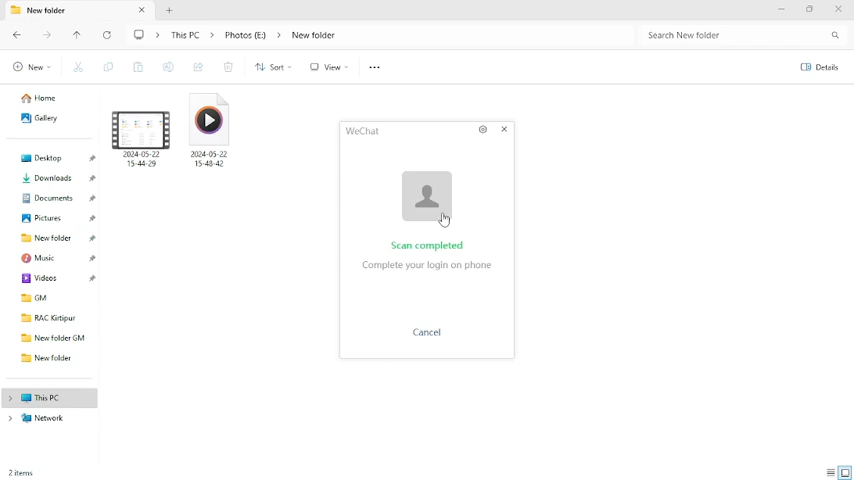 New folder
This PC > Photos (E:) > New folder
Search New folder
New
Sort
View
Details
Home
Gallery
Desktop
Downloads
Documents
Pictures
New folder
Music
Videos
GM
RAC Kirtipur
New folder GM
New folder
This PC
Network
2024-05-22
15-44-29
2024-05-22
15-48-42
WeChat
Scan completed
Complete your login on phone
Cancel
2 items